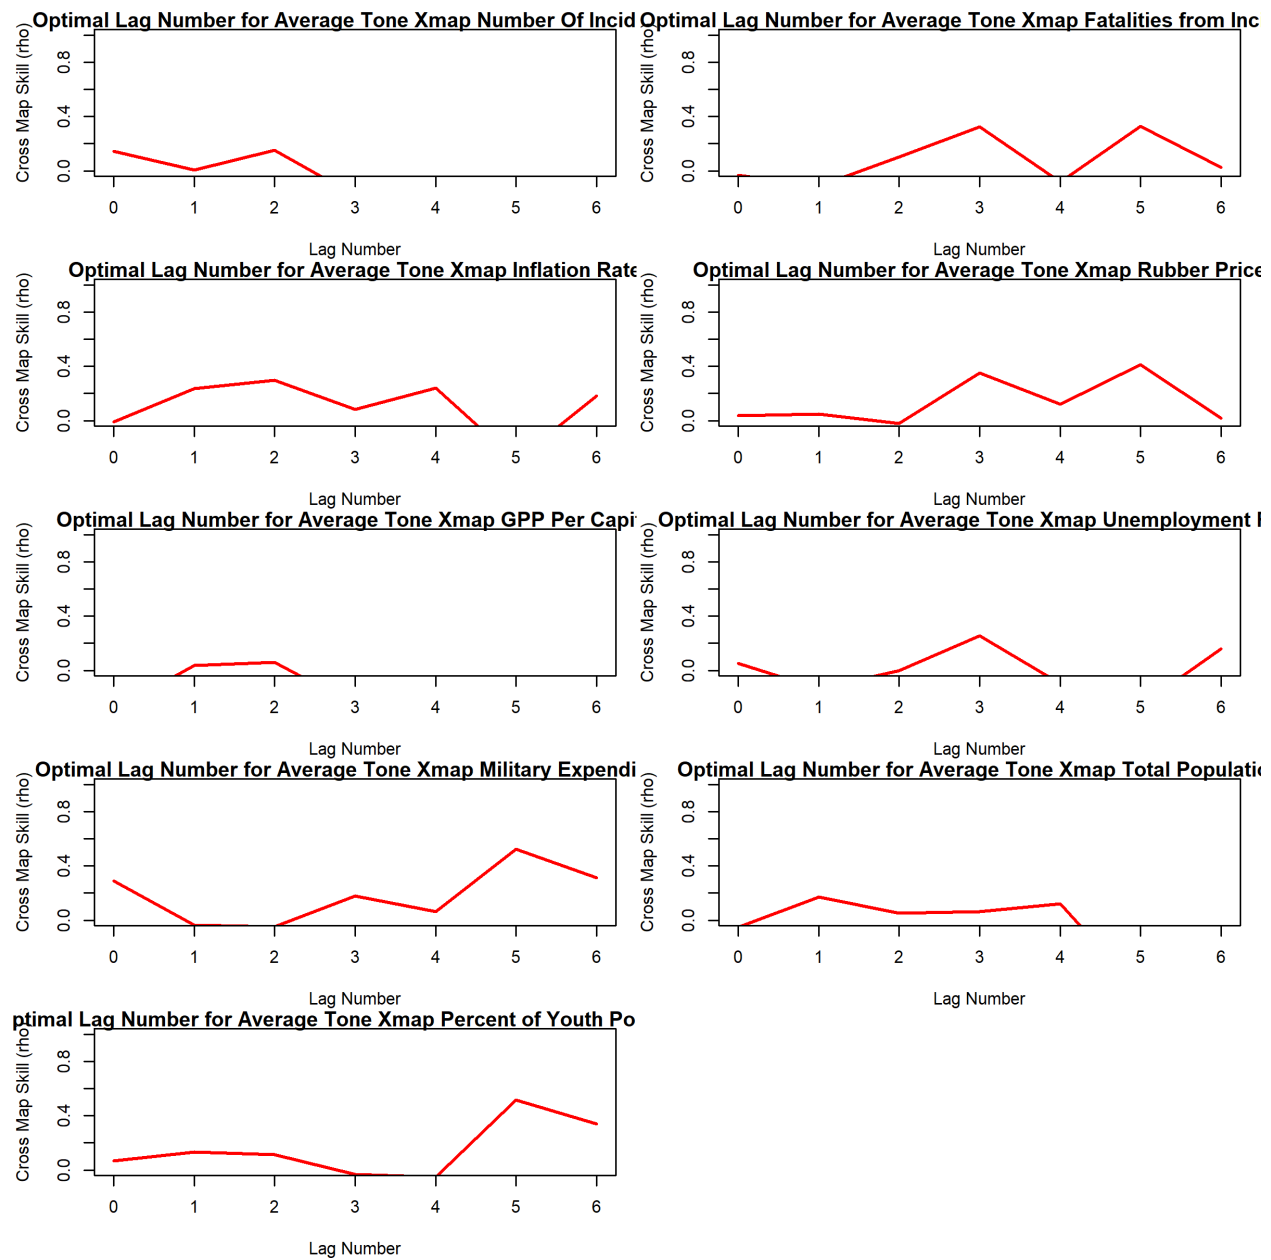 Optimal Lag Number for Average Tone Xmap Number Of Incid
Cross Map Skill (rho)
0.8
0.4
0.0
0 1 2 3 4 5 6
Lag Number
Optimal Lag Number for Average Tone Xmap Fatalities from Inc
Cross Map Skill (rho)
0.8
0.4
0.0
0 1 2 3 4 5 6
Lag Number
Optimal Lag Number for Average Tone Xmap Inflation Rate
Cross Map Skill (rho)
0.8
0.4
0.0
0 1 2 3 4 5 6
Lag Number
Optimal Lag Number for Average Tone Xmap Rubber Price
Cross Map Skill (rho)
0.8
0.4
0.0
0 1 2 3 4 5 6
Lag Number
Optimal Lag Number for Average Tone Xmap GPP Per Capi
Cross Map Skill (rho)
0.8
0.4
0.0
0 1 2 3 4 5 6
Lag Number
Optimal Lag Number for Average Tone Xmap Unemployment R
Cross Map Skill (rho)
0.8
0.4
0.0
0 1 2 3 4 5 6
Lag Number
Optimal Lag Number for Average Tone Xmap Military Expendi
Cross Map Skill (rho)
0.8
0.4
0.0
0 1 2 3 4 5 6
Lag Number
Optimal Lag Number for Average Tone Xmap Total Populatio
Cross Map Skill (rho)
0.8
0.4
0.0
0 1 2 3 4 5 6
Lag Number
ptimal Lag Number for Average Tone Xmap Percent of Youth Po
Cross Map Skill (rho)
0.8
0.4
0.0
0 1 2 3 4 5 6
Lag Number